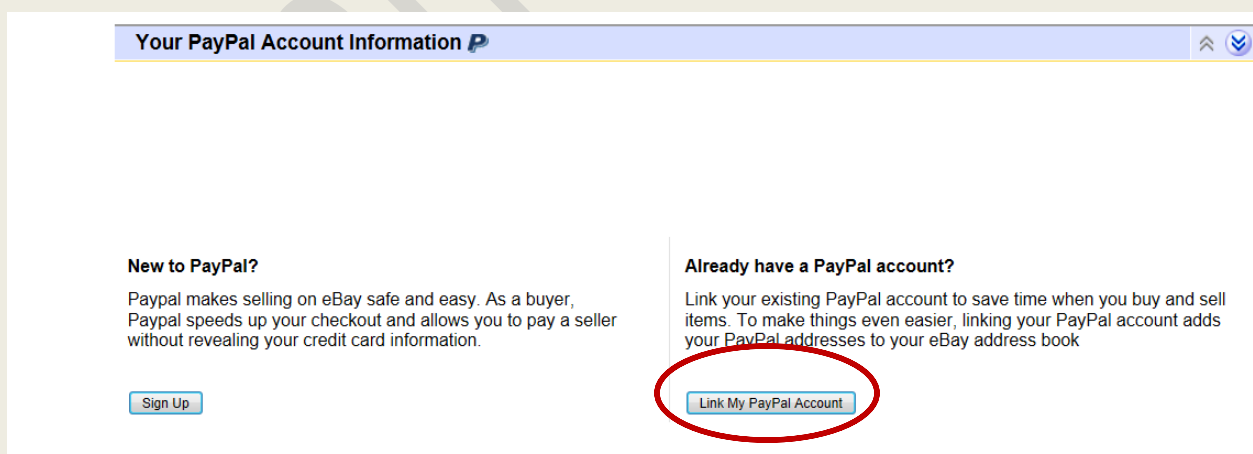 Your PayPal Account Information
New to PayPal?
Paypal makes selling on eBay safe and easy. As a buyer,
Paypal speeds up your checkout and allows you to pay a seller
without revealing your credit card information.
Sign Up
Already have a PayPal account?
Link your existing PayPal account to save time when you buy and sell
items. To make things even easier, linking your PayPal account adds
your PayPal addresses to your eBay address book
Link My PayPal Account